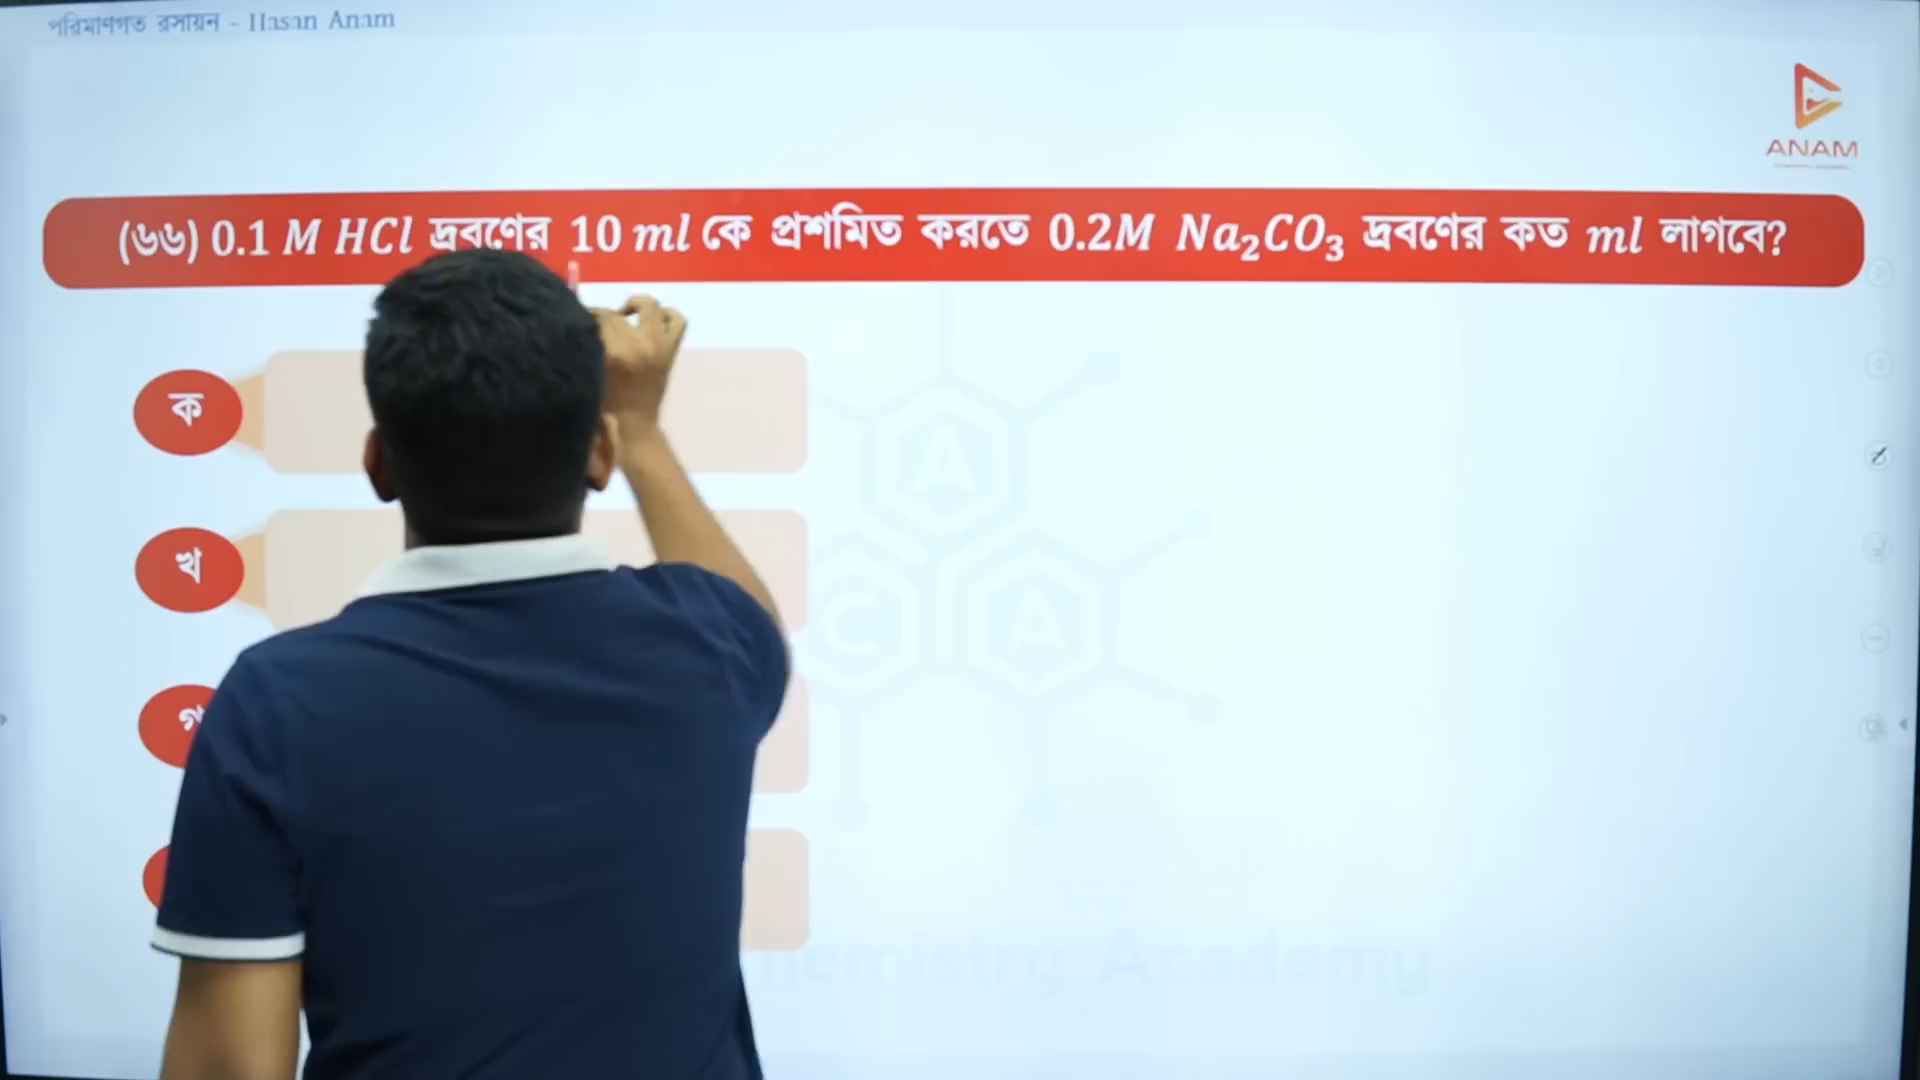 পরিমাণগত রসায়ন - Hasan Anam
ANAM
(৬৬) 0.1 M HCl দ্রবণের 10 ml কে প্রশমিত করতে 0.2M Na₂CO₃ দ্রবণের কত ml লাগবে?
ক
খ
গ
A
C A
Academy